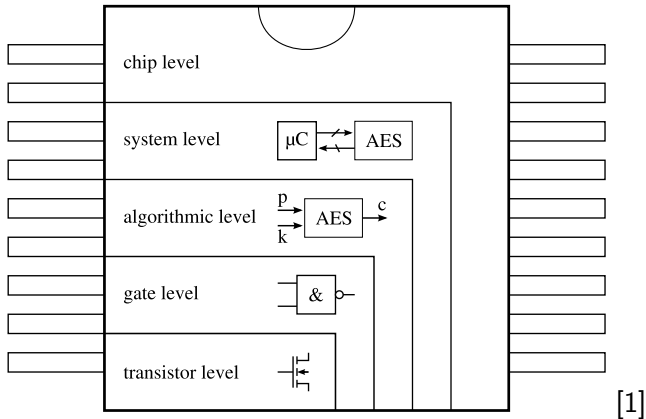 chip level
system level
μC
AES
algorithmic level
p
k
AES
c
gate level
&
transistor level
[1]